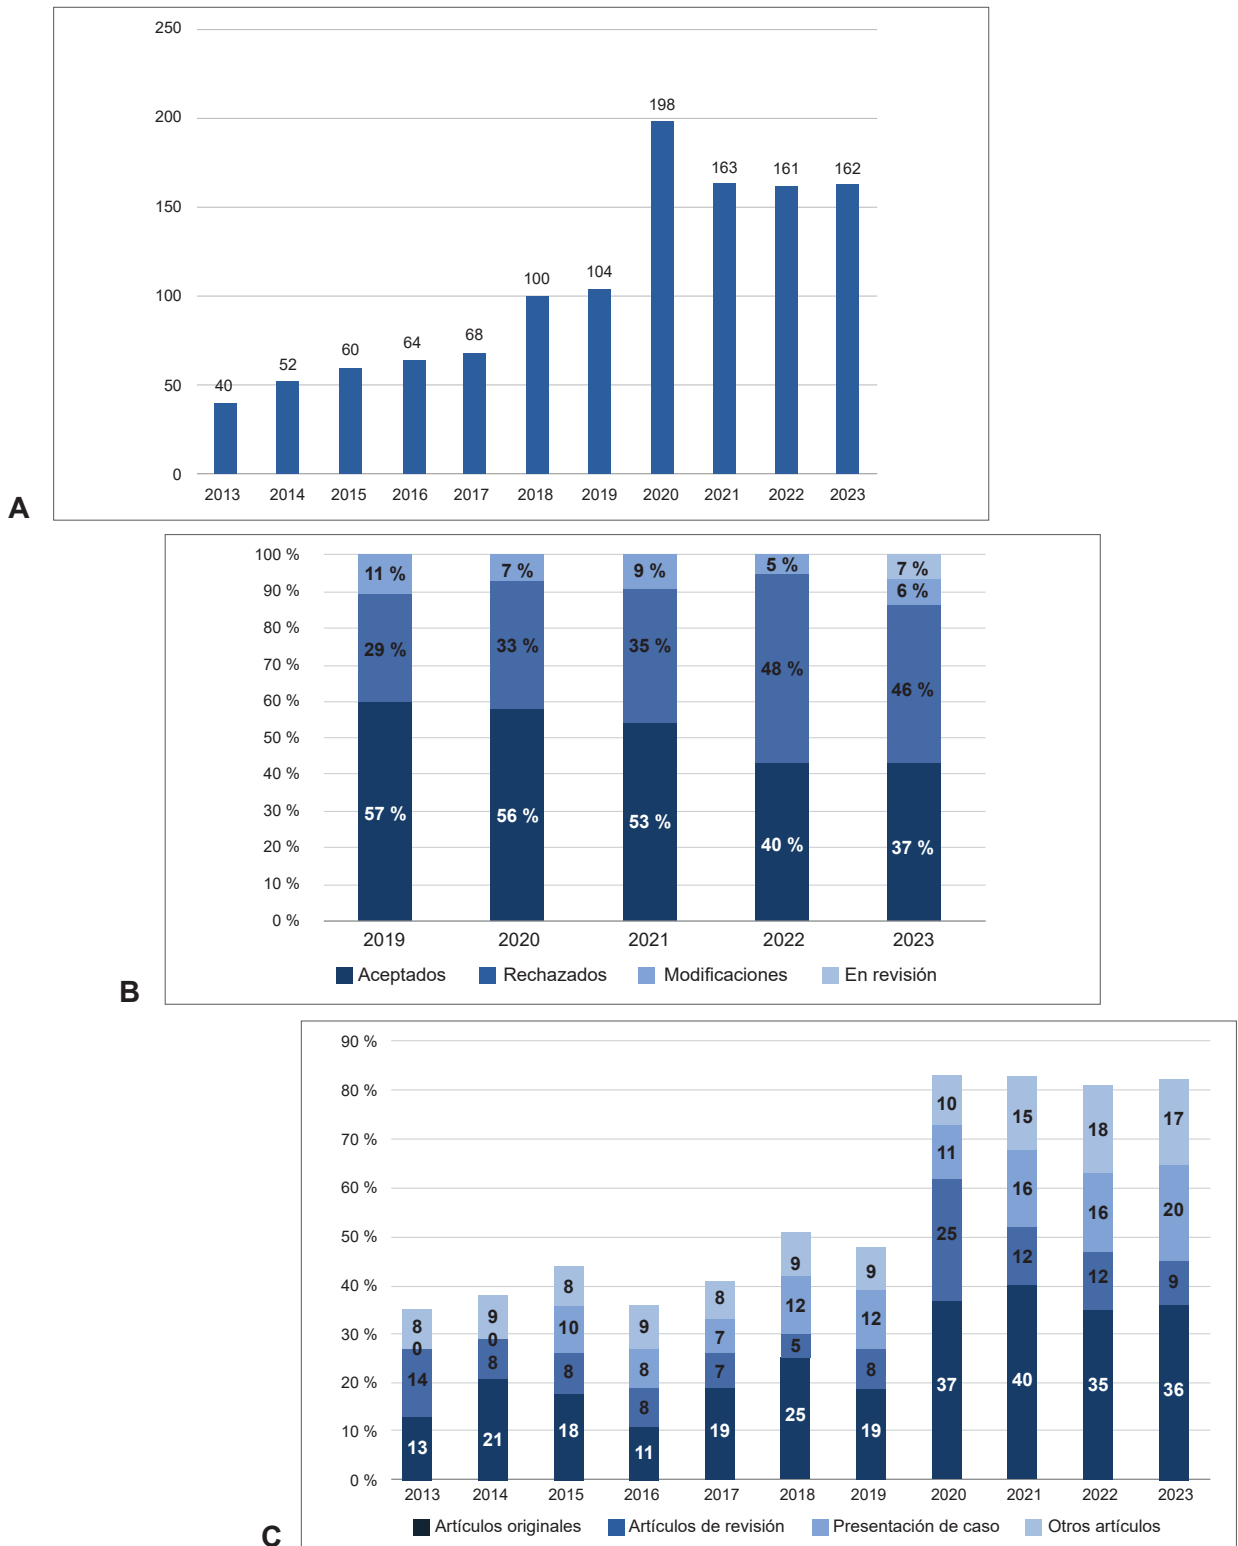 250
200
150
100
50
0
40
52
60
64
68
100
104
198
163
161
162
2013 2014 2015 2016 2017 2018 2019 2020 2021 2022 2023
A
100 %
90 %
80 %
70 %
60 %
50 %
40 %
30 %
20 %
10 %
0 %
11 % 7 % 9 % 5 % 7 %
6 %
29 % 33 % 35 % 48 % 46 %
57 % 56 % 53 % 40 % 37 %
2019 2020 2021 2022 2023
Aceptados Rechazados Modificaciones En revisión
B
90 %
80 %
70 %
60 %
50 %
40 %
30 %
20 %
10 %
0 %
8 9 8 9 8 9 9 10 15 18 17
0 0 10 8 7 12 12 11 16 16 20
14 8 8 8 7 5 8 25 12 12 9
13 21 18 11 19 25 19 37 40 35 36
2013 2014 2015 2016 2017 2018 2019 2020 2021 2022 2023
Artículos originales Artículos de revisión Presentación de caso Otros artículos
C